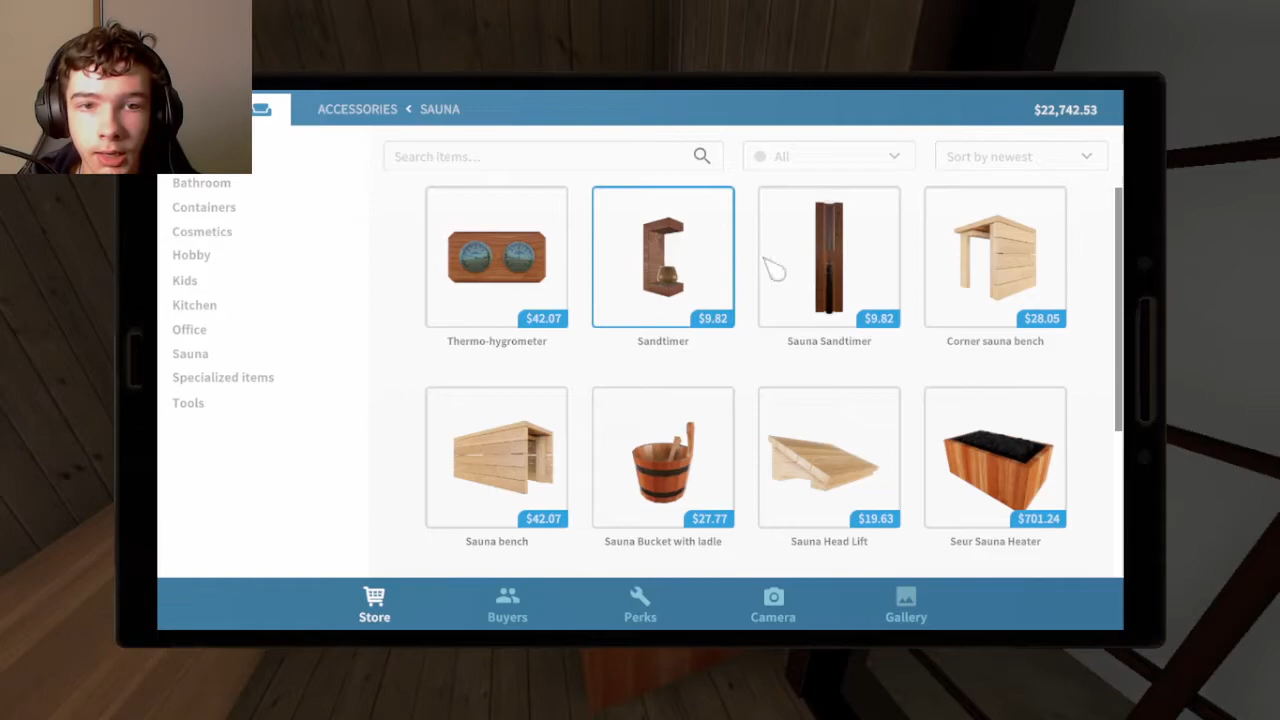 ACCESSORIES < SAUNA
$22,742.53
Search items...
All
Sort by newest
Bathroom
Containers
Cosmetics
Hobby
Kids
Kitchen
Office
Sauna
Specialized items
Tools
$42.07
$9.82
$9.82
$28.05
Thermo-hygrometer
Sandtimer
Sauna Sandtimer
Corner sauna bench
$42.07
$27.77
$19.63
$701.24
Sauna bench
Sauna Bucket with ladle
Sauna Head Lift
Seur Sauna Heater
Store
Buyers
Perks
Camera
Gallery